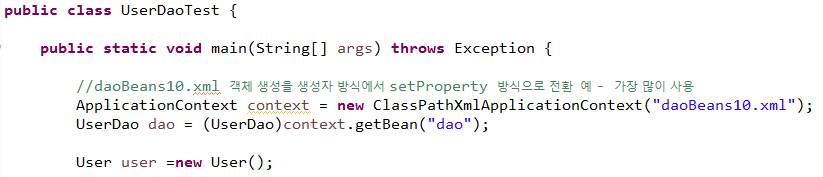 public class UserDaoTest {
public static void main(String[] args) throws Exception {
//daoBeans10.xml 객체 생성을 생성자 방식에서 setProperty 방식으로 전환 예 - 가장 많이 사용
ApplicationContext context = new ClassPathXmlApplicationContext("daoBeans10.xml");
UserDao dao = (UserDao)context.getBean("dao");
User user =new User();